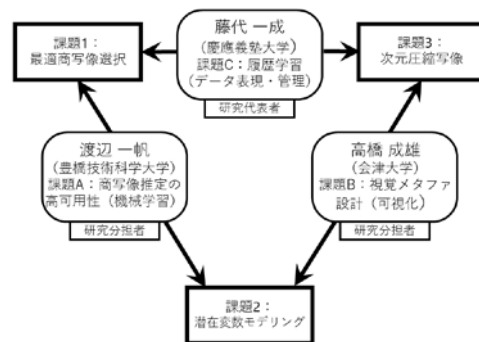 藤代 一成
(慶應義塾大学)
課題C：履歴学習
(データ表現・管理)
研究代表者
課題1：
最適商写像選択
課題3：
次元圧縮写像
渡辺 一帆
(豊橋技術科学大学)
課題A：商写像推定の
高可用性（機械学習）
研究分担者
高橋 成雄
(会津大学)
課題B：視覚メタファ
設計（可視化）
研究分担者
課題2：
潜在変数モデリング